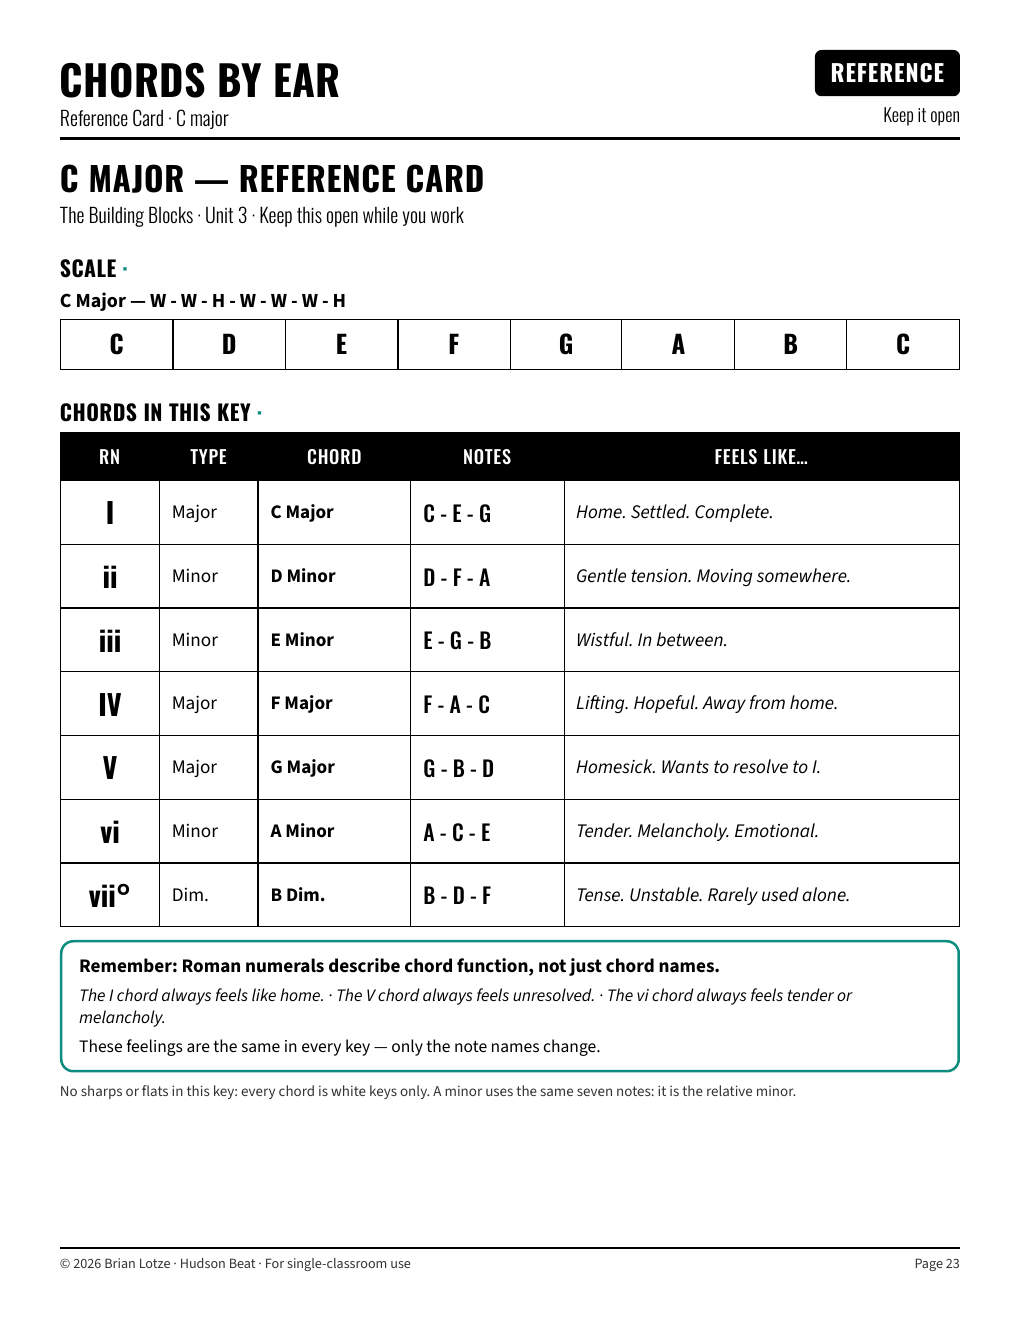 CHORDS BY EAR
REFERENCE
Reference Card · C major
Keep it open
C MAJOR — REFERENCE CARD
The Building Blocks · Unit 3 · Keep this open while you work
SCALE ·
C Major — W - W - H - W - W - W - H
C D E F G A B C
CHORDS IN THIS KEY ·
RN TYPE CHORD NOTES FEELS LIKE…
I Major C Major C - E - G Home. Settled. Complete.
ii Minor D Minor D - F - A Gentle tension. Moving somewhere.
iii Minor E Minor E - G - B Wistful. In between.
IV Major F Major F - A - C Lifting. Hopeful. Away from home.
V Major G Major G - B - D Homesick. Wants to resolve to I.
vi Minor A Minor A - C - E Tender. Melancholy. Emotional.
vii° Dim. B Dim. B - D - F Tense. Unstable. Rarely used alone.
Remember: Roman numerals describe chord function, not just chord names.
The I chord always feels like home. · The V chord always feels unresolved. · The vi chord always feels tender or
melancholy.
These feelings are the same in every key — only the note names change.
No sharps or flats in this key: every chord is white keys only. A minor uses the same seven notes: it is the relative minor.
© 2026 Brian Lotze · Hudson Beat · For single-classroom use
Page 23